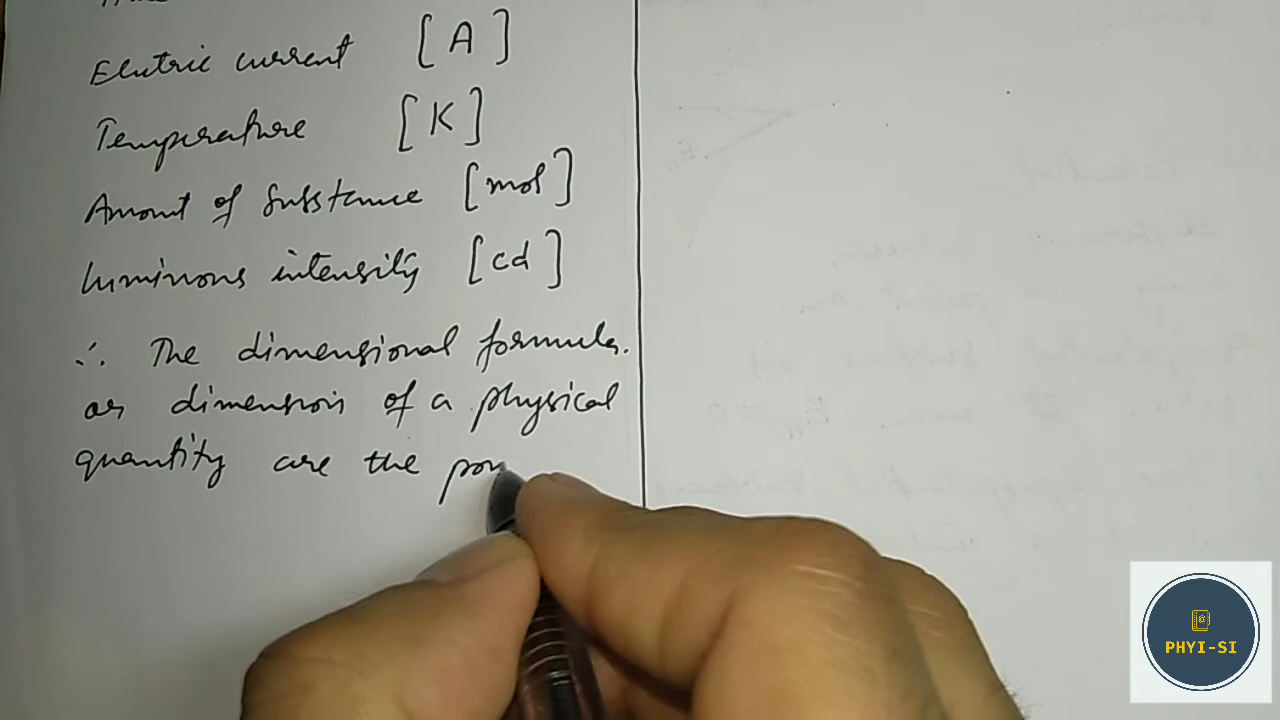 Electric current [A]
Temperature [K]
Amount of Substance [mol]
Luminous intensity [cd]
∴ The dimensional formula.
or dimension of a physical
quantity are the pow
PHYI-SI